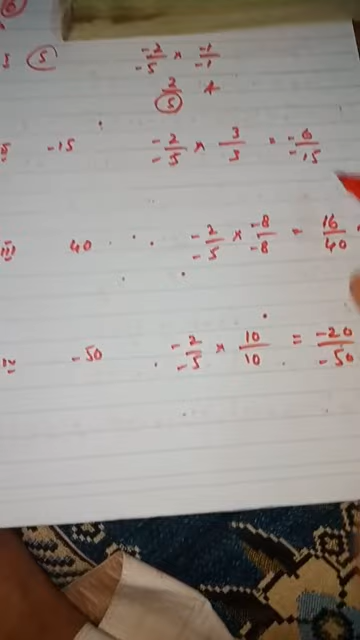 6
i 5 -2/-5 × -1/-1
2/5
ii -15 -2/-5 × 3/3 = -6/-15
iii 40 -2/-5 × -8/-8 = 16/40
iv -50 -2/-5 × 10/10 = -20/-50